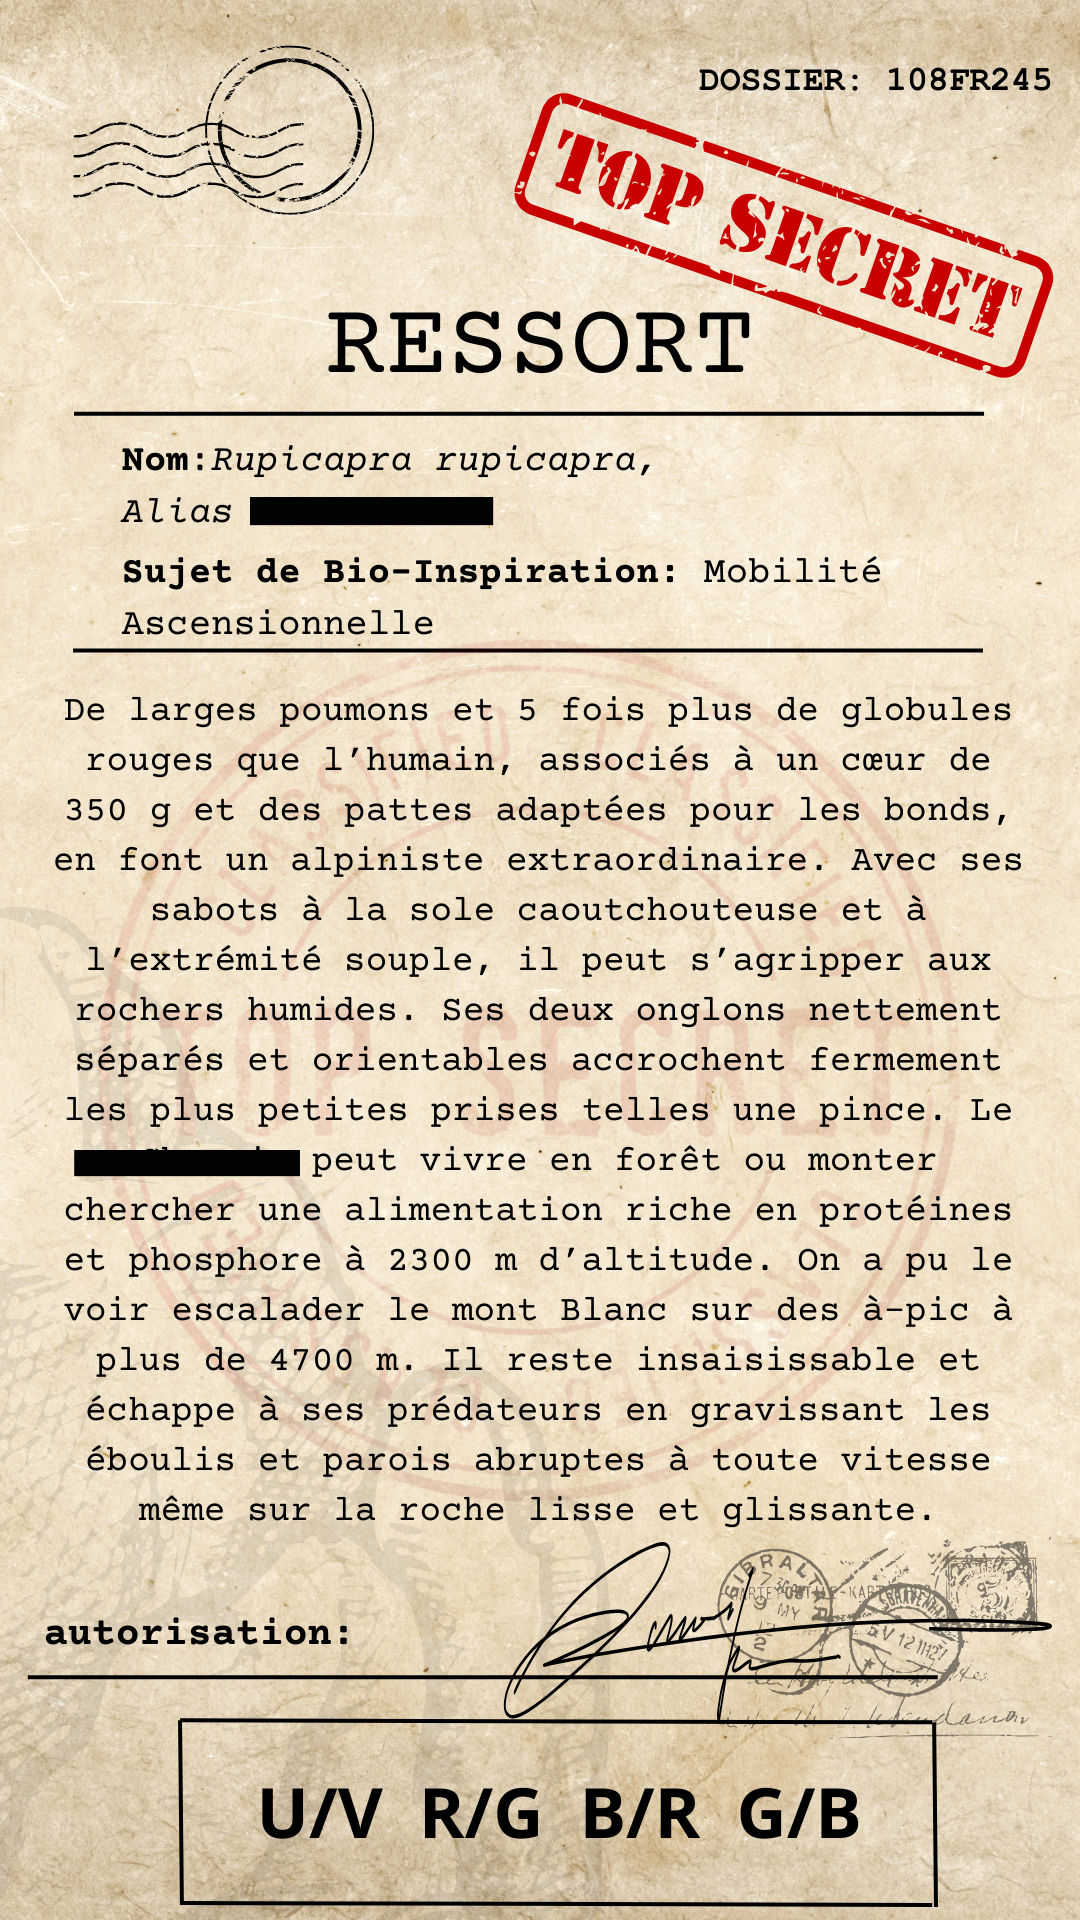 DOSSIER: 108FR245
TOP SECRET
RESSORT
Nom:Rupicapra rupicapra,
Alias
Sujet de Bio-Inspiration: Mobilité
Ascensionnelle
De larges poumons et 5 fois plus de globules
rouges que l’humain, associés à un cœur de
350 g et des pattes adaptées pour les bonds,
en font un alpiniste extraordinaire. Avec ses
sabots à la sole caoutchouteuse et à
l’extrémité souple, il peut s’agripper aux
rochers humides. Ses deux onglons nettement
séparés et orientables accrochent fermement
les plus petites prises telles une pince. Le
peut vivre en forêt ou monter
chercher une alimentation riche en protéines
et phosphore à 2300 m d’altitude. On a pu le
voir escalader le mont Blanc sur des à-pic à
plus de 4700 m. Il reste insaisissable et
échappe à ses prédateurs en gravissant les
éboulis et parois abruptes à toute vitesse
même sur la roche lisse et glissante.
TOP SECRET
CLASSIFIED CLASSIFIED
GIBRALTAR
autorisation:
U/V R/G B/R G/B